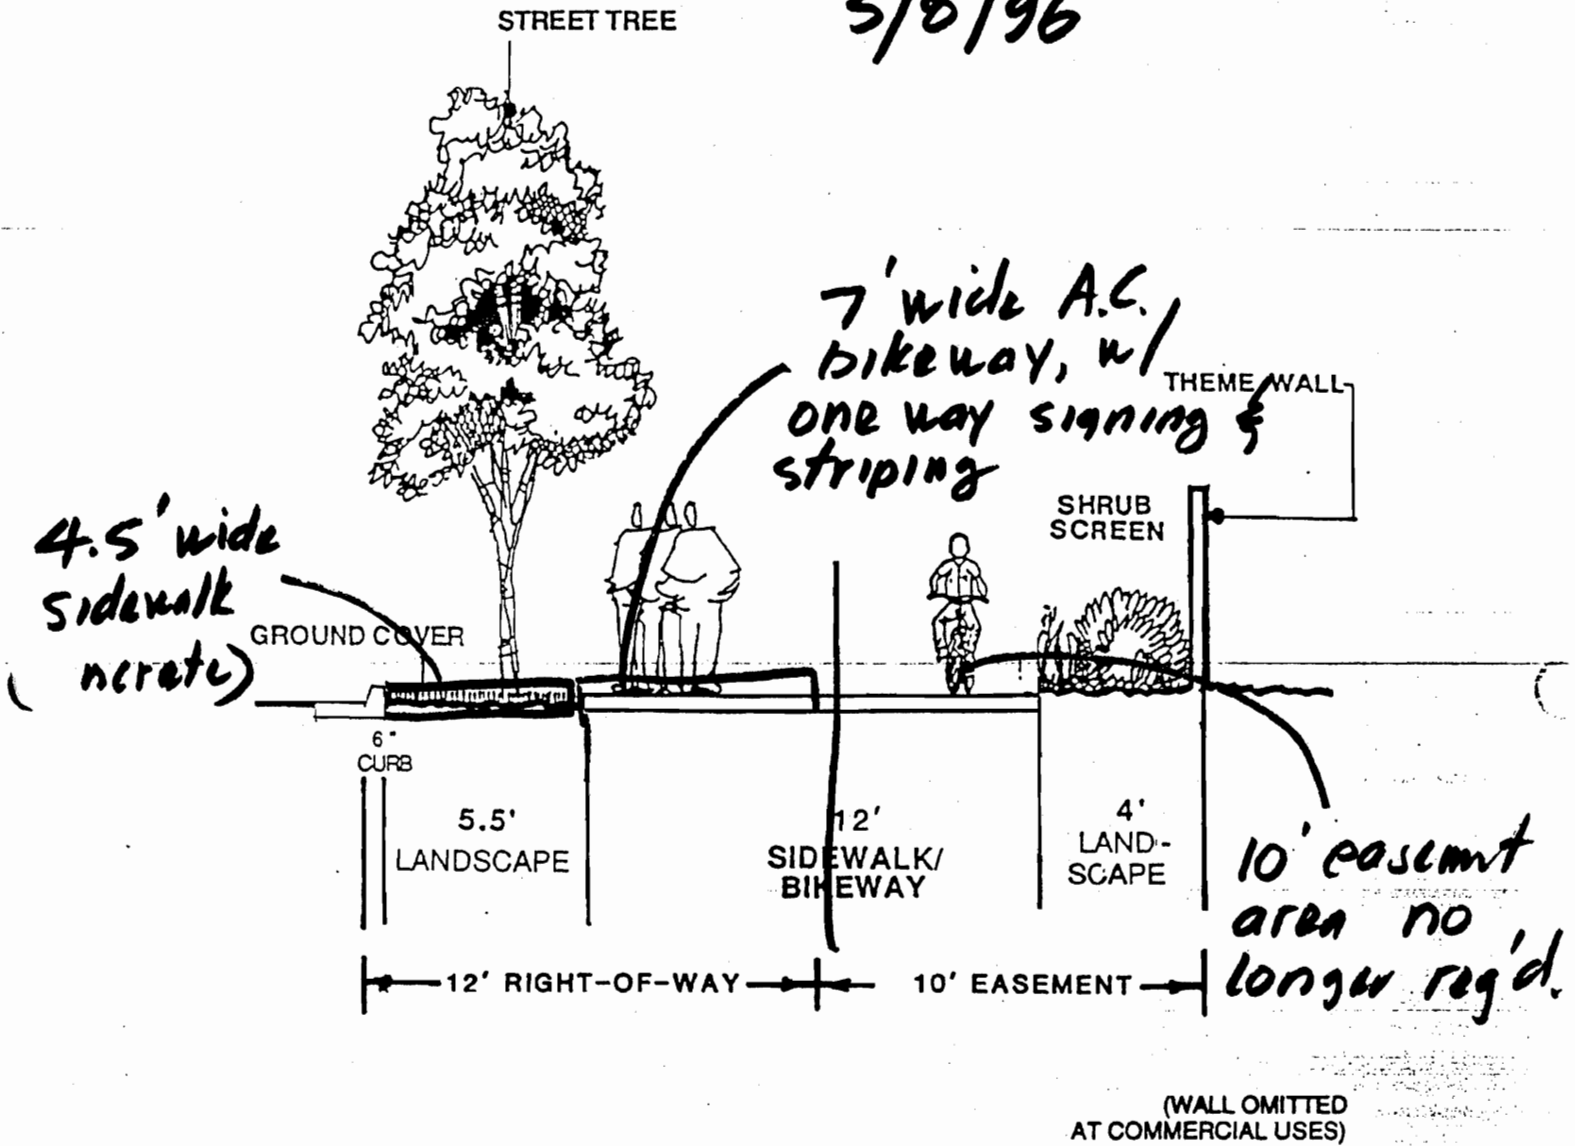 STREET TREE
5/8/96
7' wide A.C.
bikeway, w/
one way signing &
striping
THEME WALL
SHRUB
SCREEN
4.5' wide
sidewalk
ncrete)
GROUND COVER
6"
CURB
5.5'
LANDSCAPE
12'
SIDEWALK/
BIKEWAY
4'
LAND-
SCAPE
10' easemnt
area no
longer req'd.
12' RIGHT-OF-WAY
10' EASEMENT
(WALL OMITTED
AT COMMERCIAL USES)